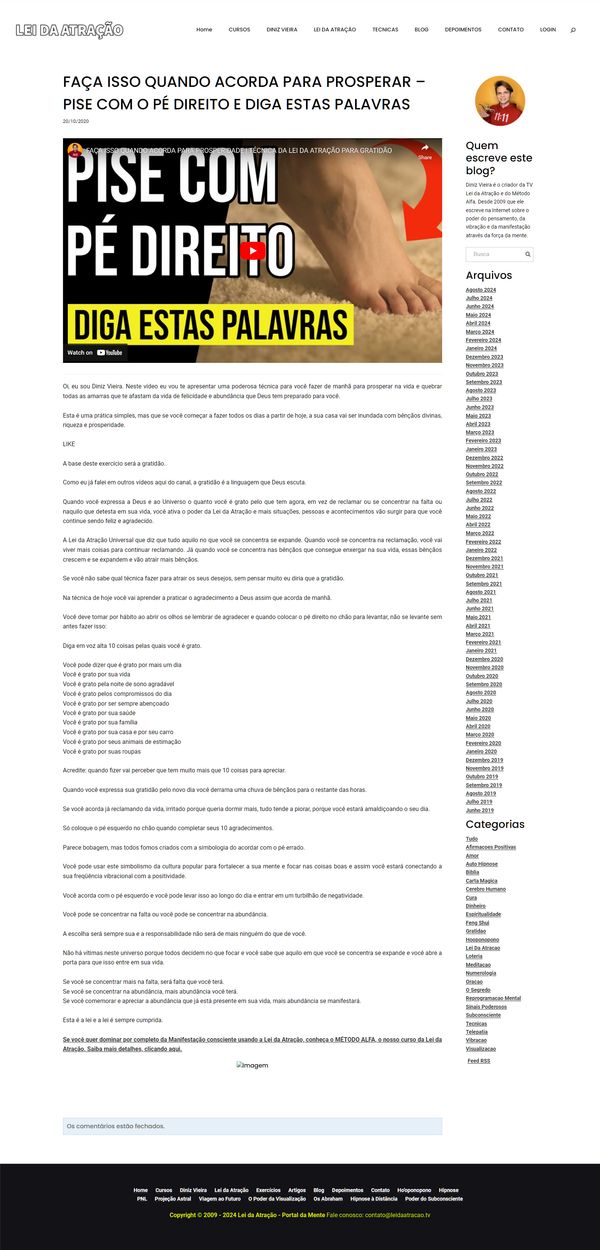 LEI DA ATRAÇÃO
Home CURSOS DINIZ VIEIRA LEI DA ATRAÇÃO TECNICAS BLOG DEPOIMENTOS CONTATO LOGIN
FAÇA ISSO QUANDO ACORDA PARA PROSPERAR –
PISE COM O PÉ DIREITO E DIGA ESTAS PALAVRAS
20/10/2020
FAÇA ISSO QUANDO ACORDA PARA PROSPERIDADE | TÉCNICA DA LEI DA ATRAÇÃO PARA GRATIDÃO
Share
PISE COM
PÉ DIREITO
DIGA ESTAS PALAVRAS
Watch on YouTube
Oi, eu sou Diniz Vieira. Neste vídeo eu vou te apresentar uma poderosa técnica para você fazer de manhã para prosperar na vida e quebrar
todas as amarras que te afastam da vida de felicidade e abundância que Deus tem preparado para você.
Esta é uma prática simples, mas que se você começar a fazer todos os dias a partir de hoje, a sua casa vai ser inundada com bênçãos divinas,
riqueza e prosperidade.
LIKE
A base deste exercício será a gratidão.
Como eu já falei em outros vídeos aqui do canal, a gratidão é a linguagem que Deus escuta.
Quando você expressa a Deus e ao Universo o quanto você é grato pelo que tem agora, em vez de reclamar ou se concentrar na falta ou
naquilo que detesta em sua vida, você ativa o poder da Lei da Atração e mais situações, pessoas e acontecimentos vão surgir para que você
continue sendo feliz e agradecido.
A Lei da Atração Universal que diz que tudo aquilo no que você se concentra se expande. Quando você se concentra na reclamação, você vai
viver mais coisas para continuar reclamando. Já quando você se concentra nas bênçãos que consegue enxergar na sua vida, essas bênçãos
crescem e se expandem e vão atrair mais bênçãos.
Se você não sabe qual técnica fazer para atrair os seus desejos, sem pensar muito eu diria que a gratidão.
Na técnica de hoje você vai aprender a praticar o agradecimento a Deus assim que acorda de manhã.
Você deve tomar por hábito ao abrir os olhos se lembrar de agradecer e quando colocar o pé direito no chão para levantar, não se levante sem
antes fazer isso:
Diga em voz alta 10 coisas pelas quais você é grato.
Você pode dizer que é grato por mais um dia
Você é grato por sua vida
Você é grato pela noite de sono agradável
Você é grato pelos compromissos do dia
Você é grato por ser sempre abençoado
Você é grato por sua saúde
Você é grato por sua família
Você é grato por sua casa e por seu carro
Você é grato por seus animais de estimação
Você é grato por suas roupas
Acredite: quando fizer vai perceber que tem muito mais que 10 coisas para apreciar.
Quando você expressa sua gratidão pelo novo dia você derrama uma chuva de bênçãos para o restante das horas.
Se você acorda já reclamando da vida, irritado porque queria dormir mais, tudo tende a piorar, porque você estará amaldiçoando o seu dia.
Só coloque o pé esquerdo no chão quando completar seus 10 agradecimentos.
Parece bobagem, mas todos fomos criados com a simbologia do acordar com o pé errado.
Você pode usar este simbolismo da cultura popular para fortalecer a sua mente e focar nas coisas boas e assim você estará conectando a
sua freqüência vibracional com a positividade.
Você acorda com o pé esquerdo e você pode levar isso ao longo do dia e entrar em um turbilhão de negatividade.
Você pode se concentrar na falta ou você pode se concentrar na abundância.
A escolha será sempre sua e a responsabilidade não será de mais ninguém do que de você.
Não há vítimas neste universo porque todos decidem no que focar e você sabe que aquilo em que você se concentra se expande e você abre a
porta para que isso entre em sua vida.
Se você se concentrar mais na falta, será falta que você terá.
Se você se concentrar na abundância, mais abundância você terá.
Se você comemorar e apreciar a abundância que já está presente em sua vida, mais abundância se manifestará.
Esta é a lei e a lei é sempre cumprida.
Se você quer dominar por completo da Manifestação consciente usando a Lei da Atração, conheça o MÉTODO ALFA, o nosso curso da Lei da
Atração. Saiba mais detalhes, clicando aqui.
Imagem
Os comentários estão fechados.
11:11
Quem
escreve este
blog?
Diniz Vieira é o criador da TV
Lei da Atração e do Método
Alfa. Desde 2009 que ele
escreve na Internet sobre o
poder do pensamento, da
vibração e da manifestação
através da força da mente.
Busca
Arquivos
Agosto 2024
Julho 2024
Junho 2024
Maio 2024
Abril 2024
Março 2024
Fevereiro 2024
Janeiro 2024
Dezembro 2023
Novembro 2023
Outubro 2023
Setembro 2023
Agosto 2023
Julho 2023
Junho 2023
Maio 2023
Abril 2023
Março 2023
Fevereiro 2023
Janeiro 2023
Dezembro 2022
Novembro 2022
Outubro 2022
Setembro 2022
Agosto 2022
Julho 2022
Junho 2022
Maio 2022
Abril 2022
Março 2022
Fevereiro 2022
Janeiro 2022
Dezembro 2021
Novembro 2021
Outubro 2021
Setembro 2021
Agosto 2021
Julho 2021
Junho 2021
Maio 2021
Abril 2021
Março 2021
Fevereiro 2021
Janeiro 2021
Dezembro 2020
Novembro 2020
Outubro 2020
Setembro 2020
Agosto 2020
Julho 2020
Junho 2020
Maio 2020
Abril 2020
Março 2020
Fevereiro 2020
Janeiro 2020
Dezembro 2019
Novembro 2019
Outubro 2019
Setembro 2019
Agosto 2019
Julho 2019
Junho 2019
Categorias
Tudo
Afirmacoes Positivas
Amor
Auto Hipnose
Biblia
Carta Magica
Cerebro Humano
Cura
Dinheiro
Espiritualidade
Feng Shui
Gratidao
Hooponopono
Lei Da Atracao
Loteria
Meditacao
Numerologia
Oracao
O Segredo
Reprogramacao Mental
Sinais Poderosos
Subconsciente
Tecnicas
Telepatia
Vibracao
Visualizacao
Feed RSS
Home Cursos Diniz Vieira Lei da Atração Exercícios Artigos Blog Depoimentos Contato Ho'oponopono Hipnose
PNL Projeção Astral Viagem ao Futuro O Poder da Visualização Os Abraham Hipnose à Distância Poder do Subconsciente
Copyright © 2009 - 2024 Lei da Atração - Portal da Mente Fale conosco: contato@leidaatracao.tv